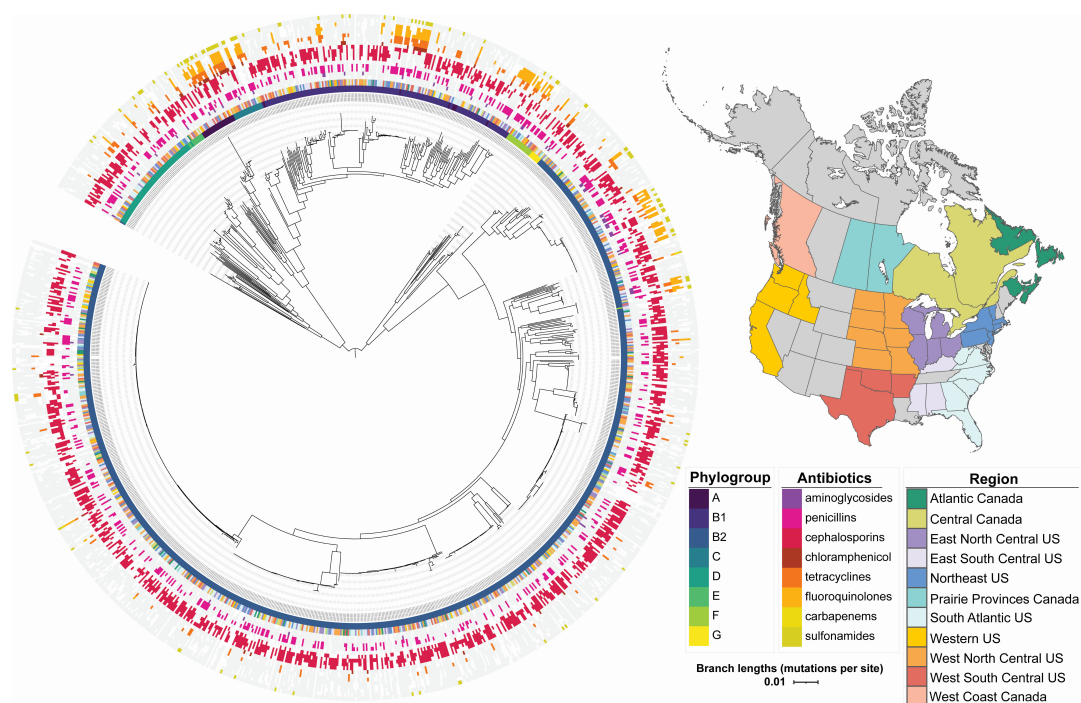 Phylogroup
A
B1
B2
C
D
E
F
G
Antibiotics
aminoglycosides
penicillins
cephalosporins
chloramphenicol
tetracyclines
fluoroquinolones
carbapenems
sulfonamides
Region
Atlantic Canada
Central Canada
East North Central US
East South Central US
Northeast US
Prairie Provinces Canada
South Atlantic US
Western US
West North Central US
West South Central US
West Coast Canada
Branch lengths (mutations per site)
0.01